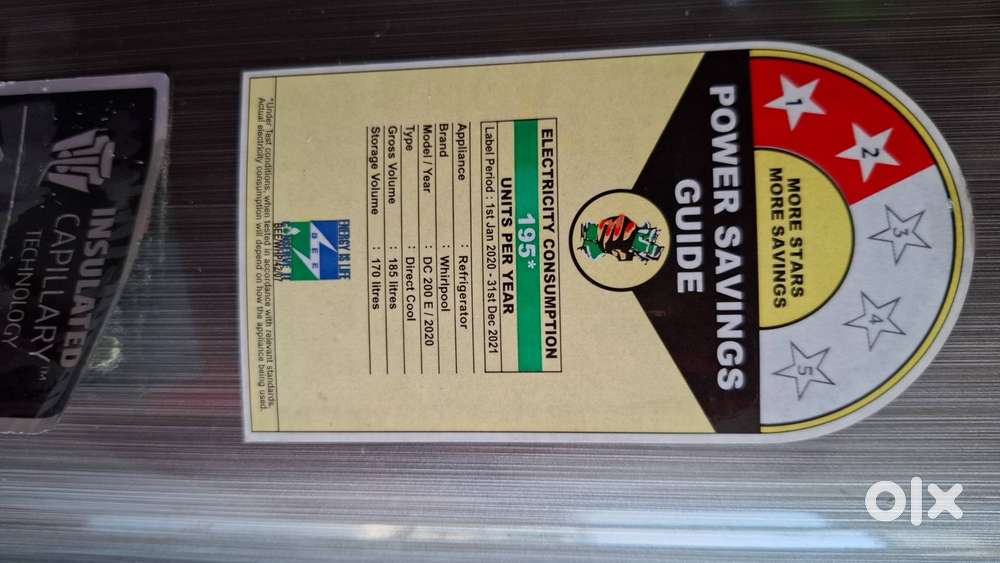 1
2
3
4
5
MORE STARS
MORE SAVINGS
POWER SAVINGS
GUIDE
ELECTRICITY CONSUMPTION
195*
UNITS PER YEAR
Label Period : 1st Jan 2020 - 31st Dec 2021
Appliance : Refrigerator
Brand : Whirlpool
Model / Year : DC 200 E / 2020
Type : Direct Cool
Gross Volume : 185 litres
Storage Volume : 170 litres
ENERGY IS LIFE
BEE
CONSERVE IT
*Under Test conditions, when tested in accordance with relevant standards.
Actual electricity consumption will depend on how the appliance being used.
INSULATED
CAPILLARY™
TECHNOLOGY
olx